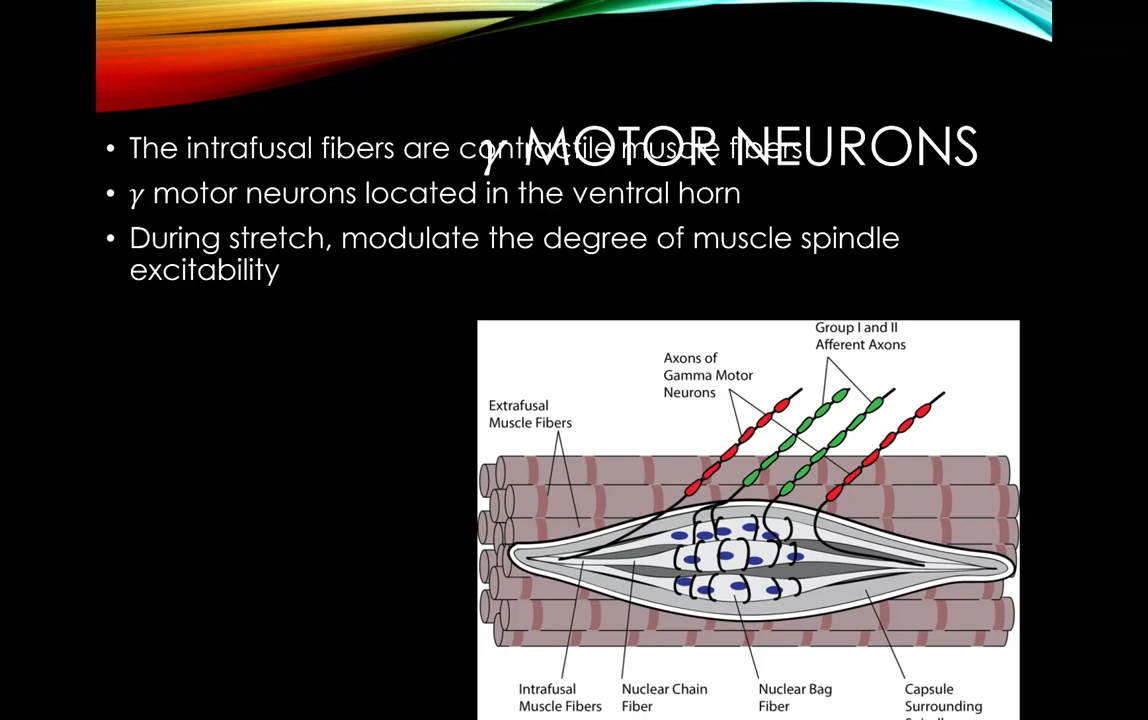 γ MOTOR NEURONS
• The intrafusal fibers are contractile muscle fibers
• γ motor neurons located in the ventral horn
• During stretch, modulate the degree of muscle spindle
excitability
Group I and II
Afferent Axons
Axons of
Gamma Motor
Neurons
Extrafusal
Muscle Fibers
Intrafusal
Muscle Fibers
Nuclear Chain
Fiber
Nuclear Bag
Fiber
Capsule
Surrounding